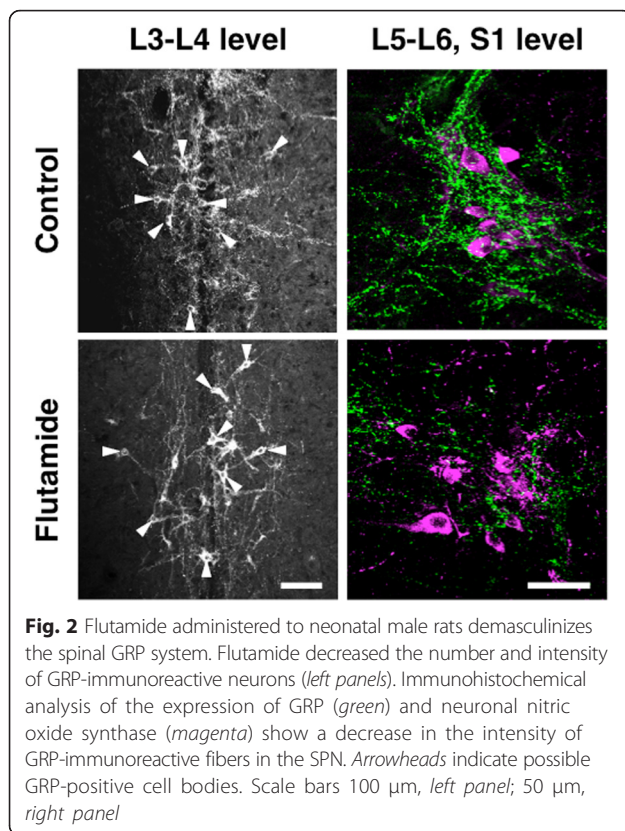 L3-L4 level
L5-L6, S1 level
Control
Flutamide
Fig. 2 Flutamide administered to neonatal male rats demasculinizes
the spinal GRP system. Flutamide decreased the number and intensity
of GRP-immunoreactive neurons (left panels). Immunohistochemical
analysis of the expression of GRP (green) and neuronal nitric
oxide synthase (magenta) show a decrease in the intensity of
GRP-immunoreactive fibers in the SPN. Arrowheads indicate possible
GRP-positive cell bodies. Scale bars 100 μm, left panel; 50 μm,
right panel